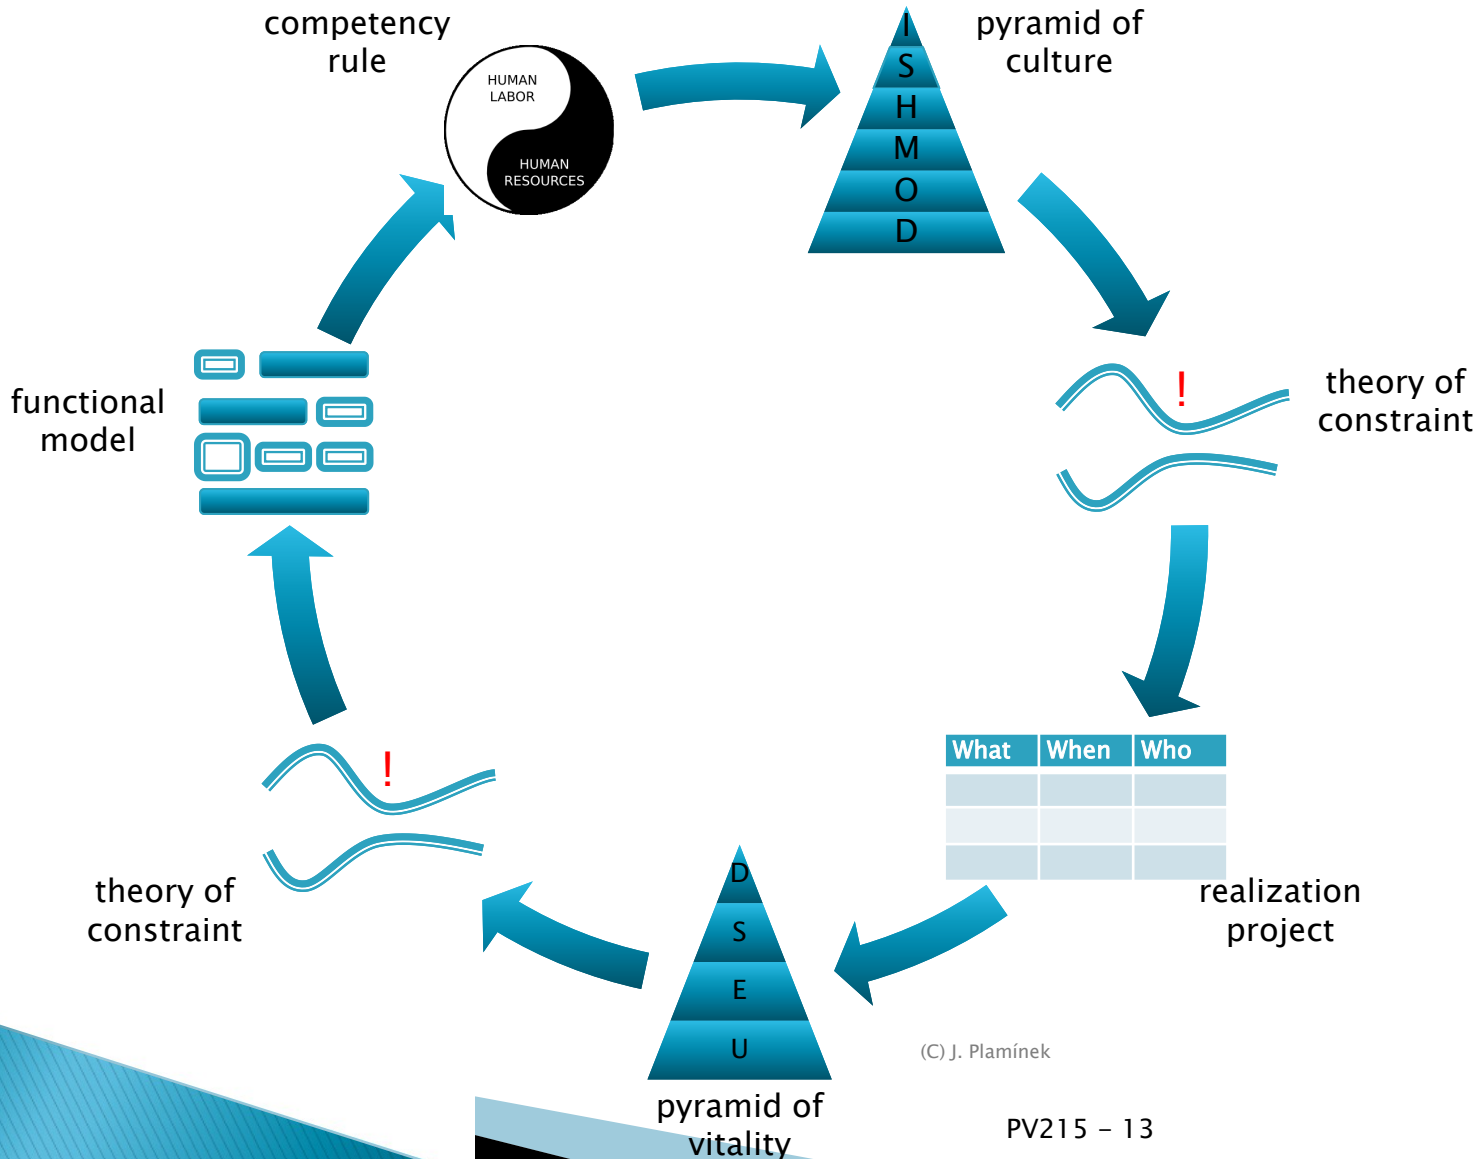 competency
rule
HUMAN
LABOR
HUMAN
RESOURCES
I
S
H
M
O
D
pyramid of
culture
functional
model
!
theory of
constraint
!
theory of
constraint
What When Who
realization
project
D
S
E
U
pyramid of
vitality
(C) J. Plamínek
PV215 – 13